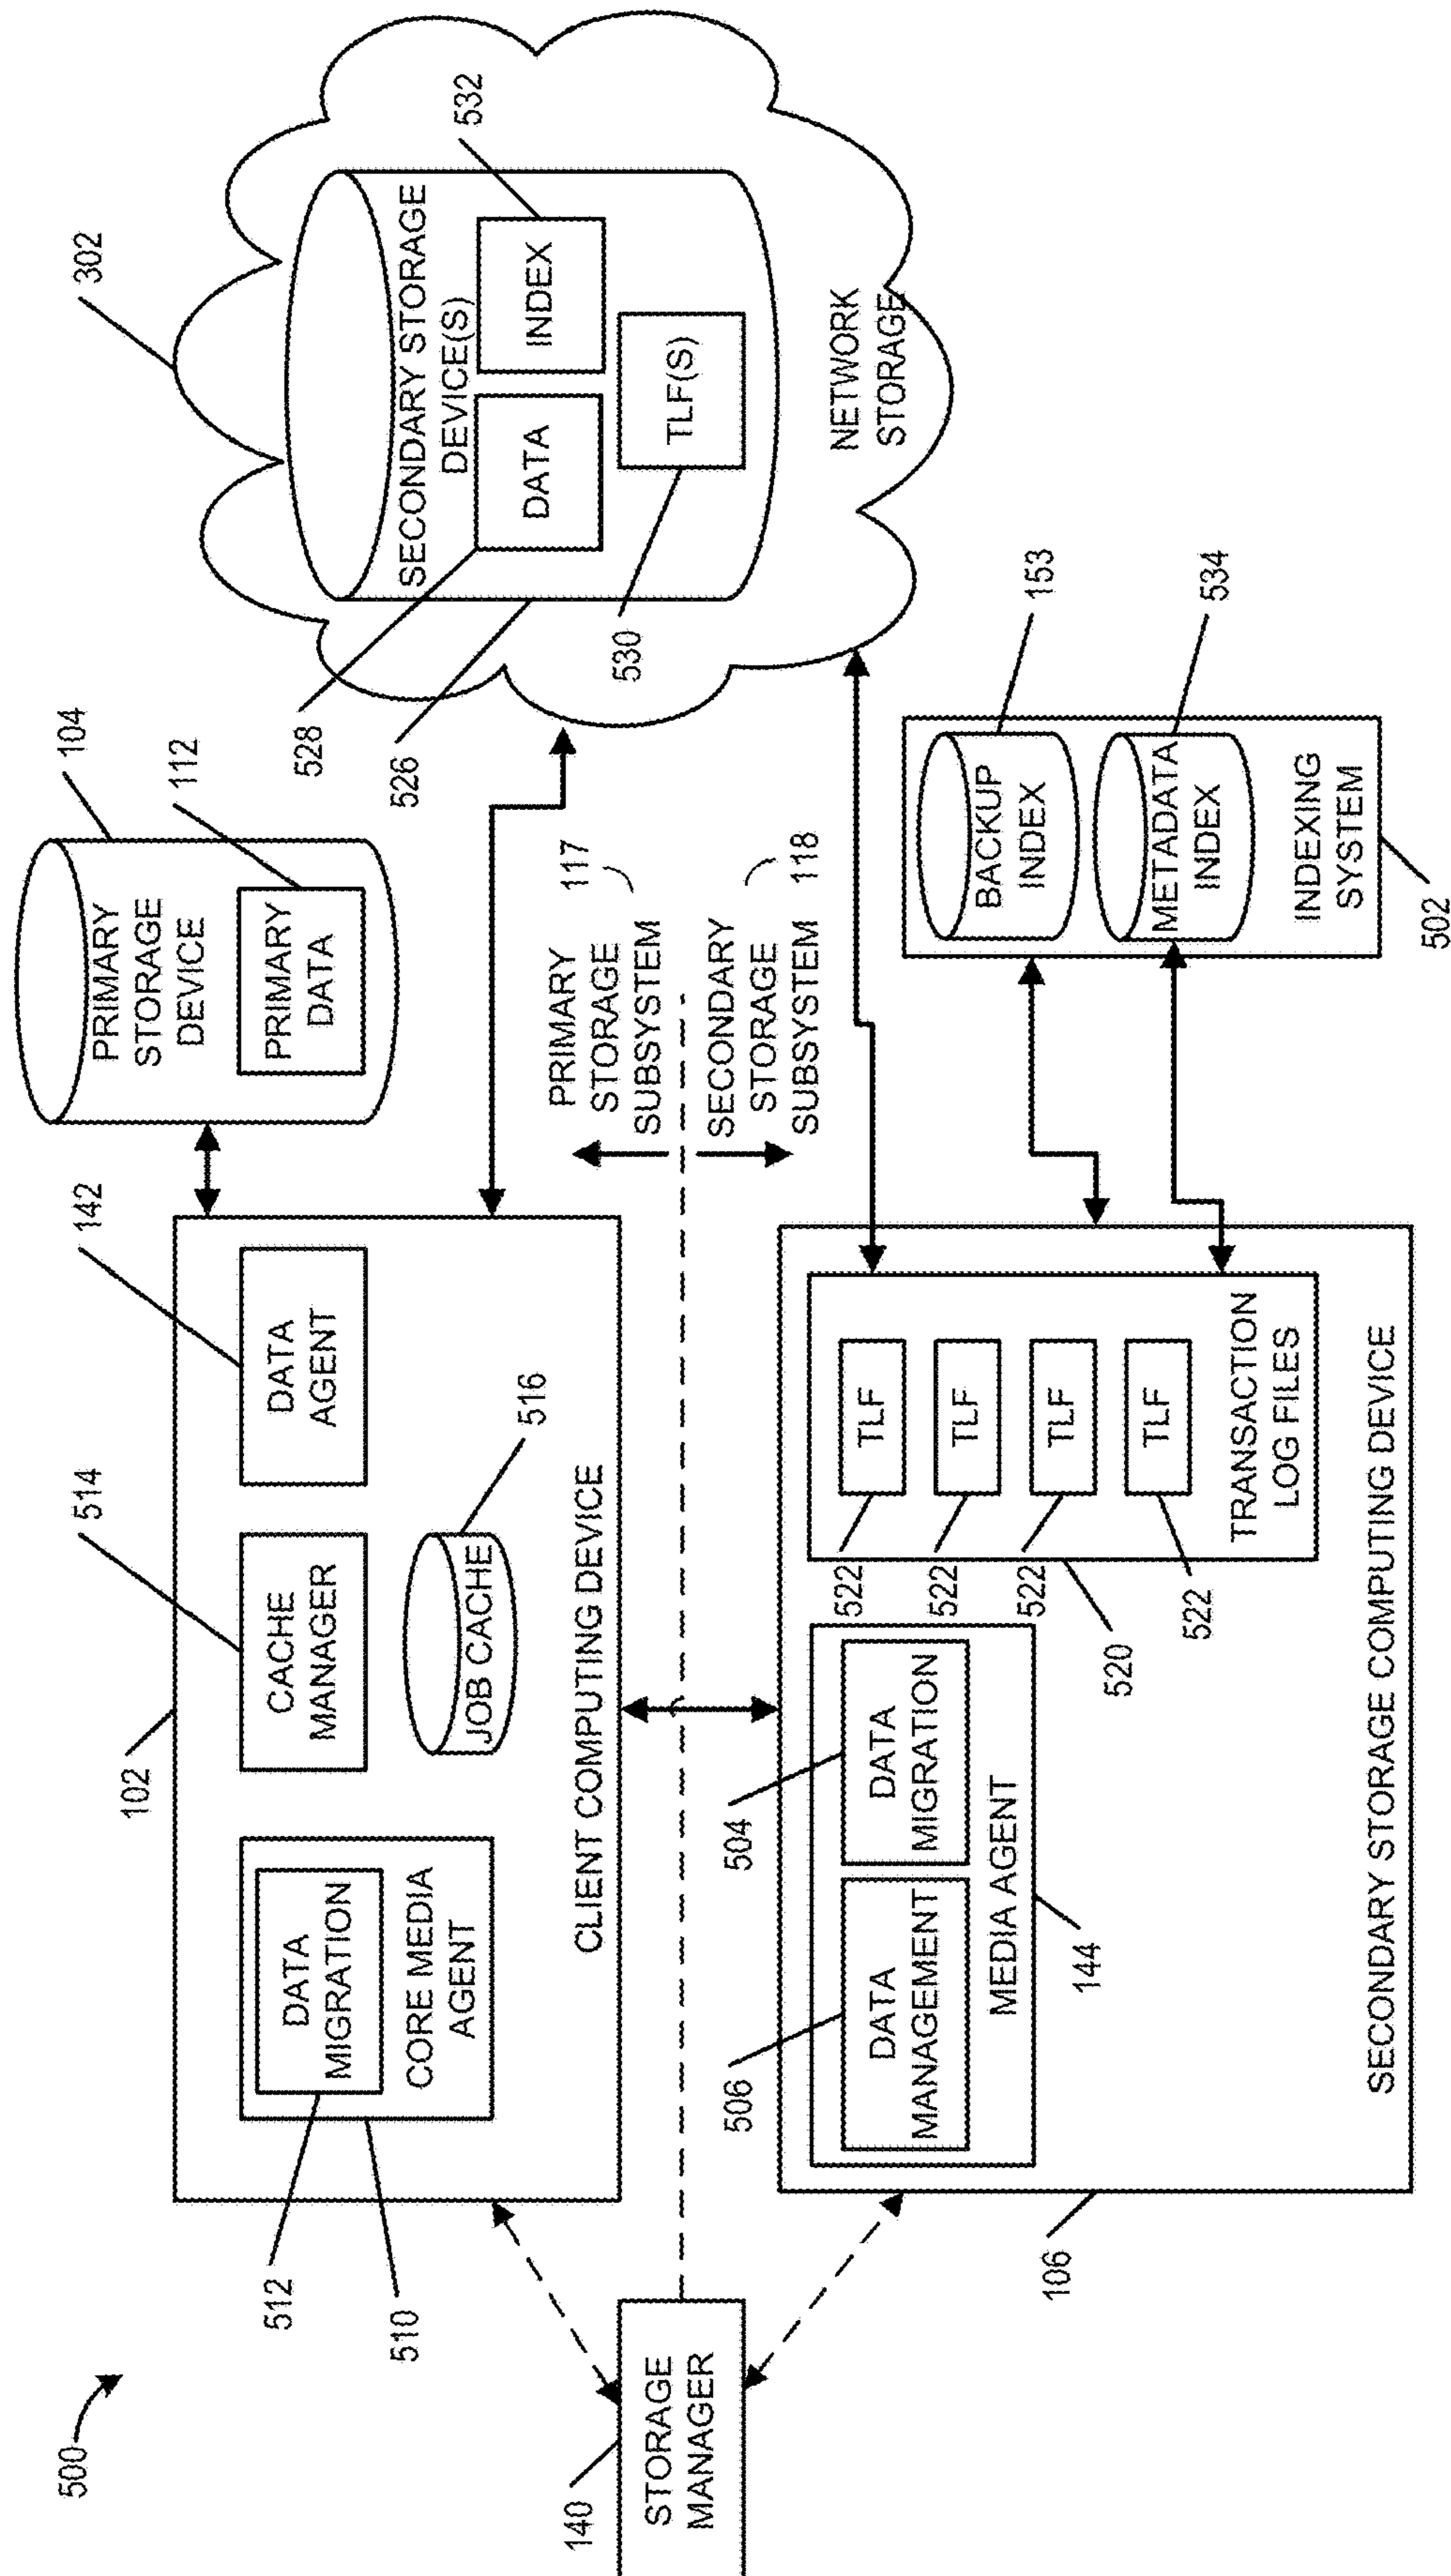 500
102
514
142
104
112
302
532
PRIMARY
STORAGE
DEVICE
PRIMARY
DATA
512
510
DATA
MIGRATION
CORE MEDIA
AGENT
CACHE
MANAGER
DATA
AGENT
JOB CACHE
516
CLIENT COMPUTING DEVICE
SECONDARY STORAGE
DEVICE(S)
DATA
INDEX
TLF(S)
528
526
530
NETWORK
STORAGE
PRIMARY
STORAGE
SUBSYSTEM
117
SECONDARY
STORAGE
SUBSYSTEM
118
140
STORAGE
MANAGER
506
504
DATA
MANAGEMENT
DATA
MIGRATION
MEDIA AGENT
144
522
522
522
522
520
TLF
TLF
TLF
TLF
TRANSACTION
LOG FILES
106
SECONDARY STORAGE COMPUTING DEVICE
BACKUP
INDEX
153
METADATA
INDEX
534
INDEXING
SYSTEM
502